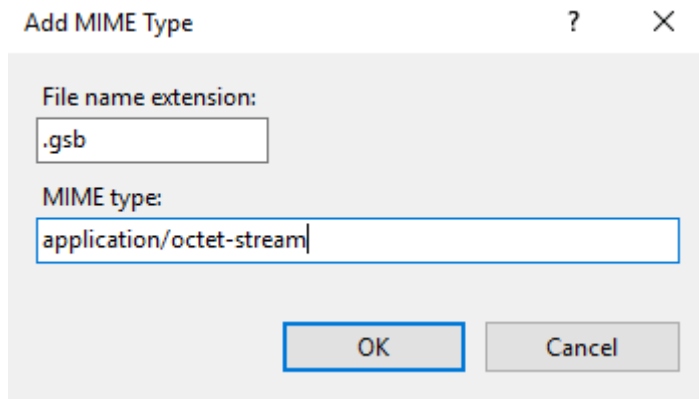 Add MIME Type ? ×
File name extension:
.gsb
MIME type:
application/octet-stream
OK Cancel